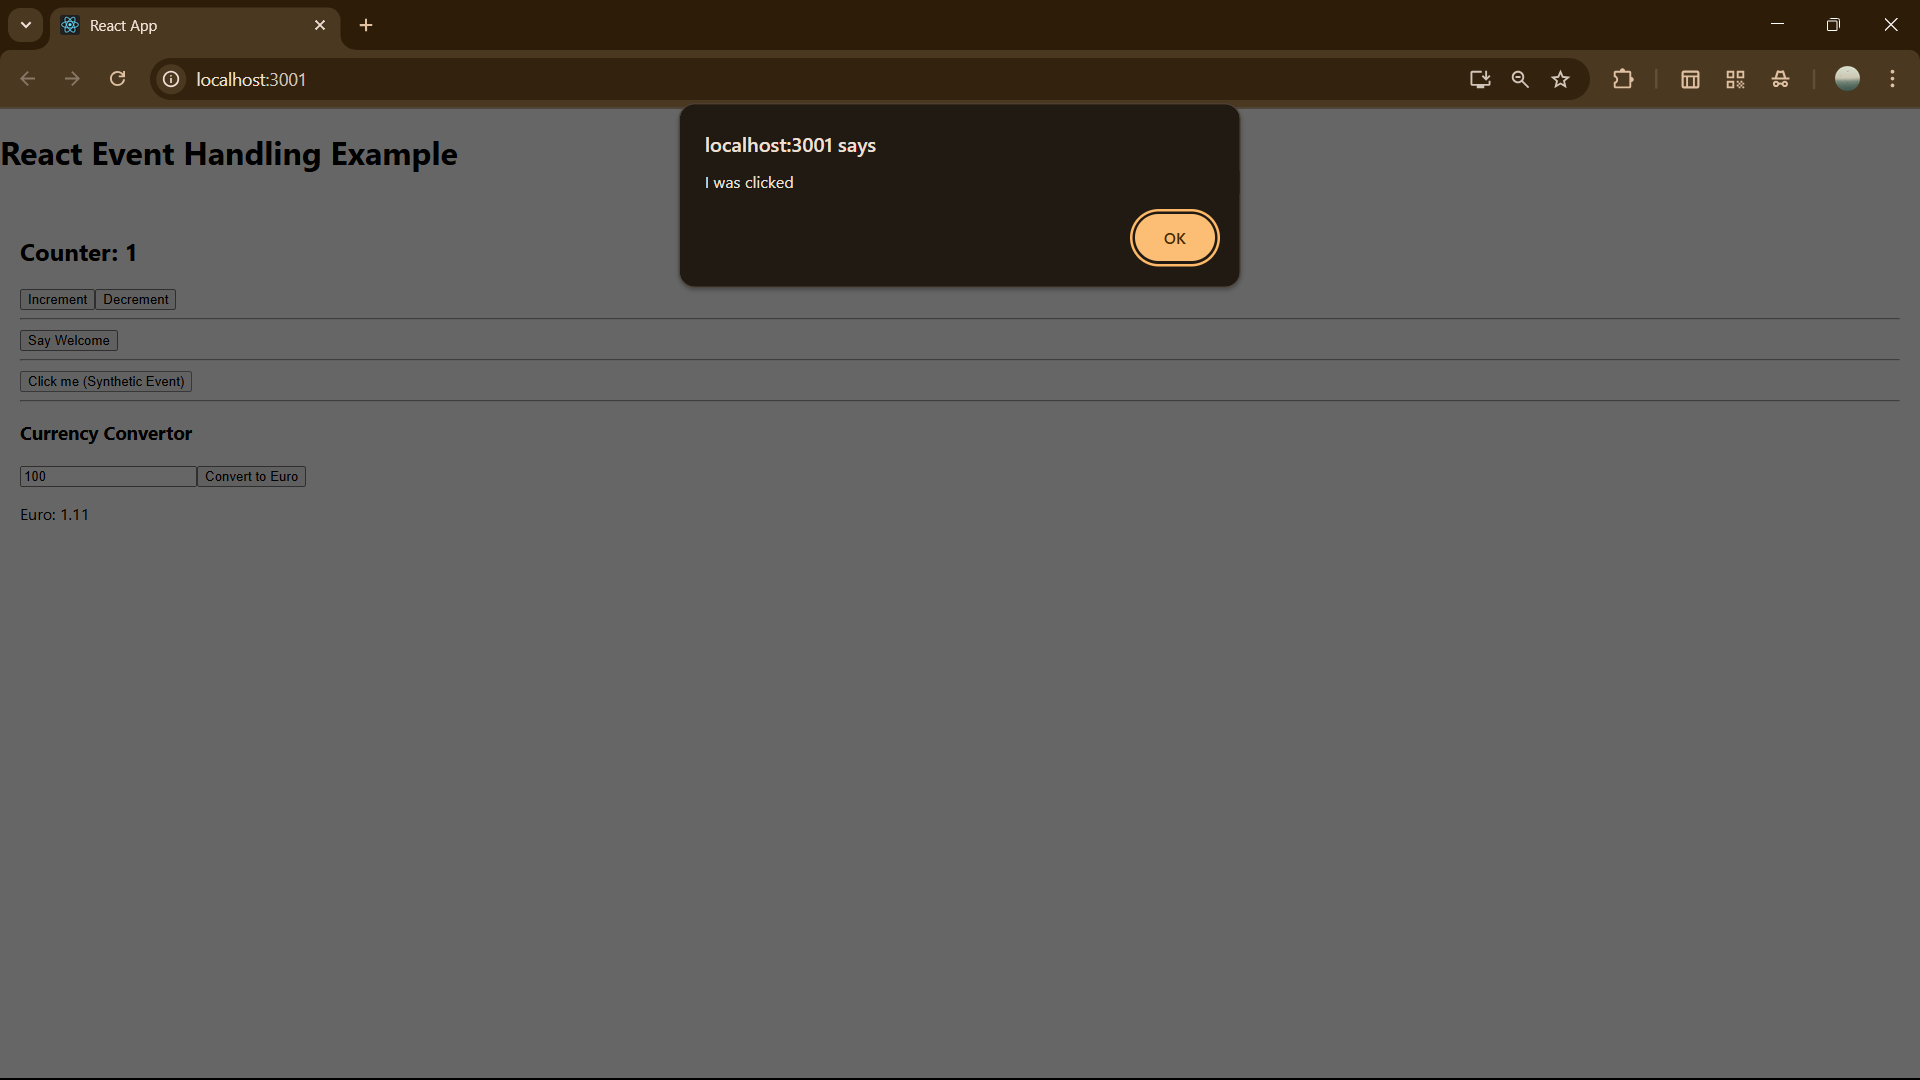 React App
localhost:3001
React Event Handling Example
localhost:3001 says
I was clicked
OK
Counter: 1
Increment Decrement
Say Welcome
Click me (Synthetic Event)
Currency Convertor
100 Convert to Euro
Euro: 1.11